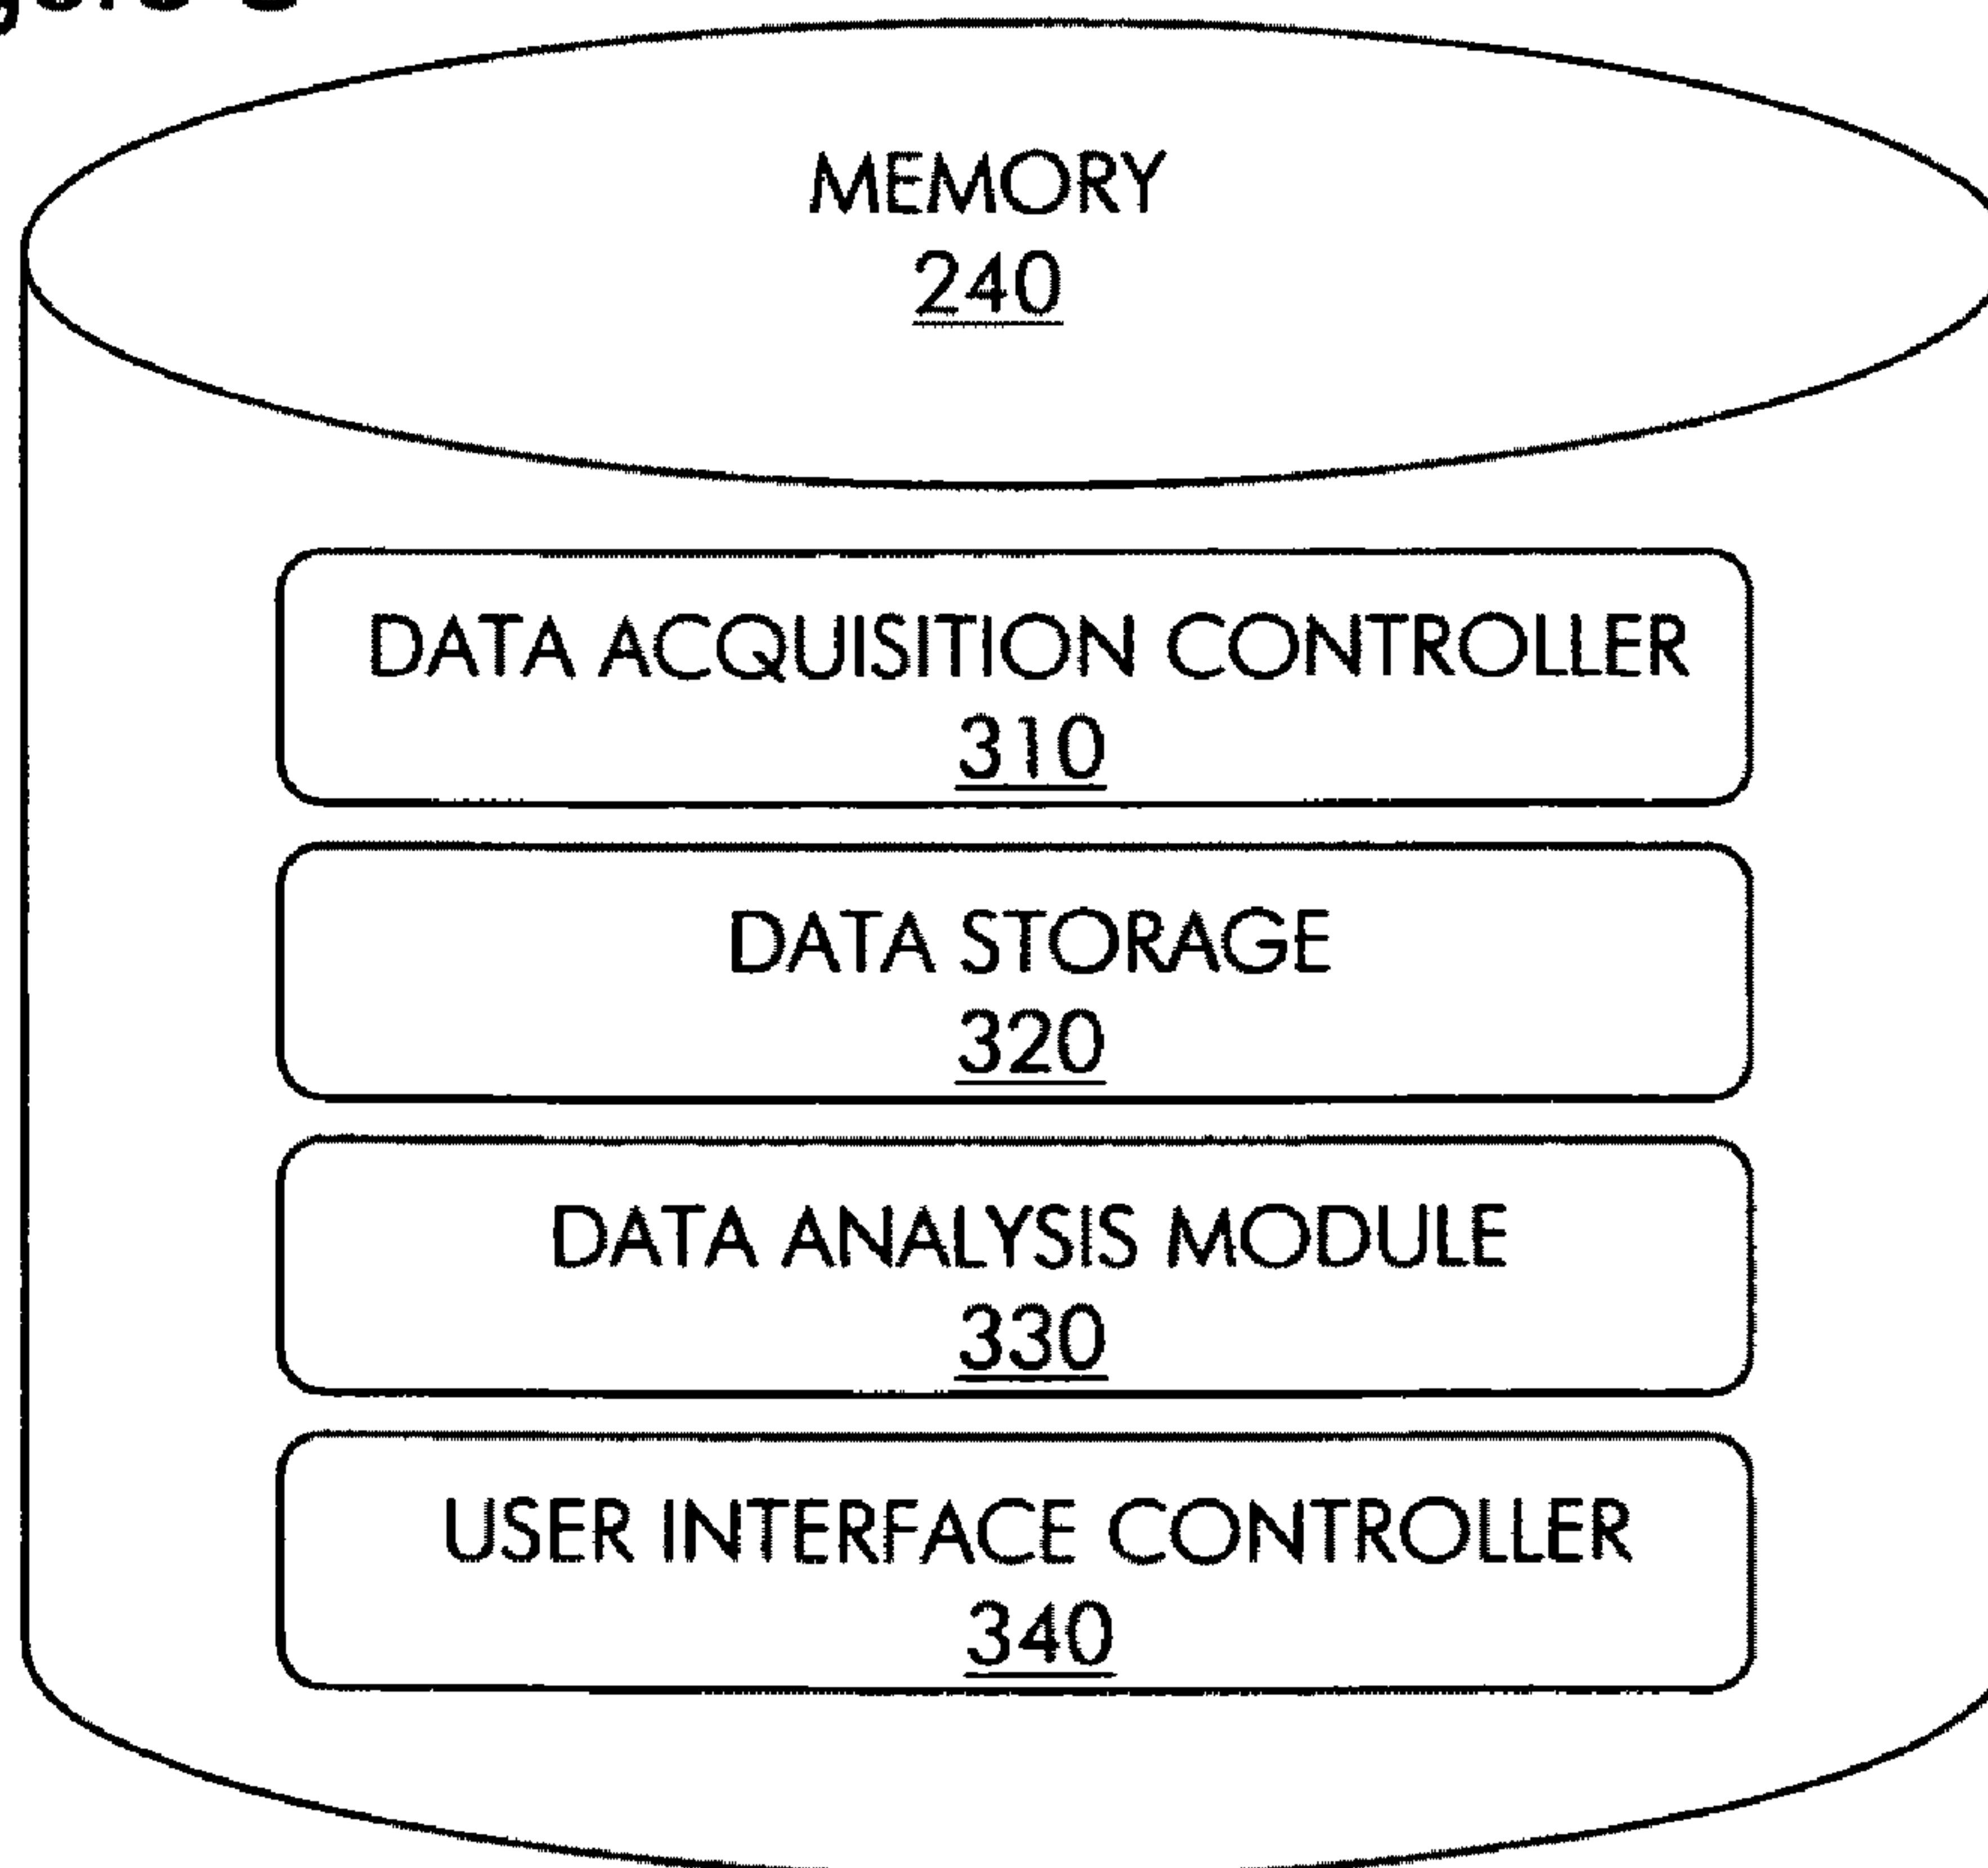 MEMORY
240
DATA ACQUISITION CONTROLLER
310
DATA STORAGE
320
DATA ANALYSIS MODULE
330
USER INTERFACE CONTROLLER
340